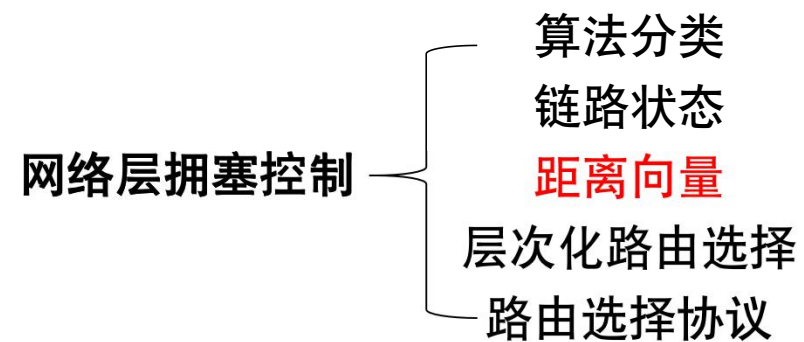 网络层拥塞控制
算法分类
链路状态
距离向量
层次化路由选择
路由选择协议